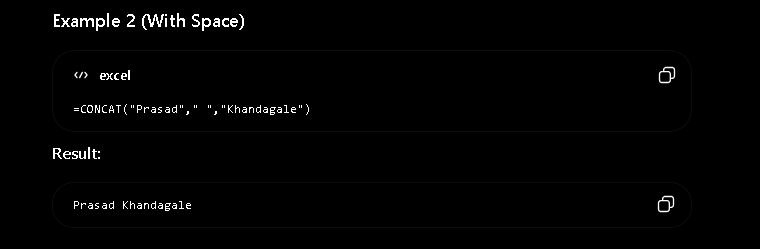 Example 2 (With Space)
excel
=CONCAT("Prasad"," ","Khandagale")
Result:
Prasad Khandagale